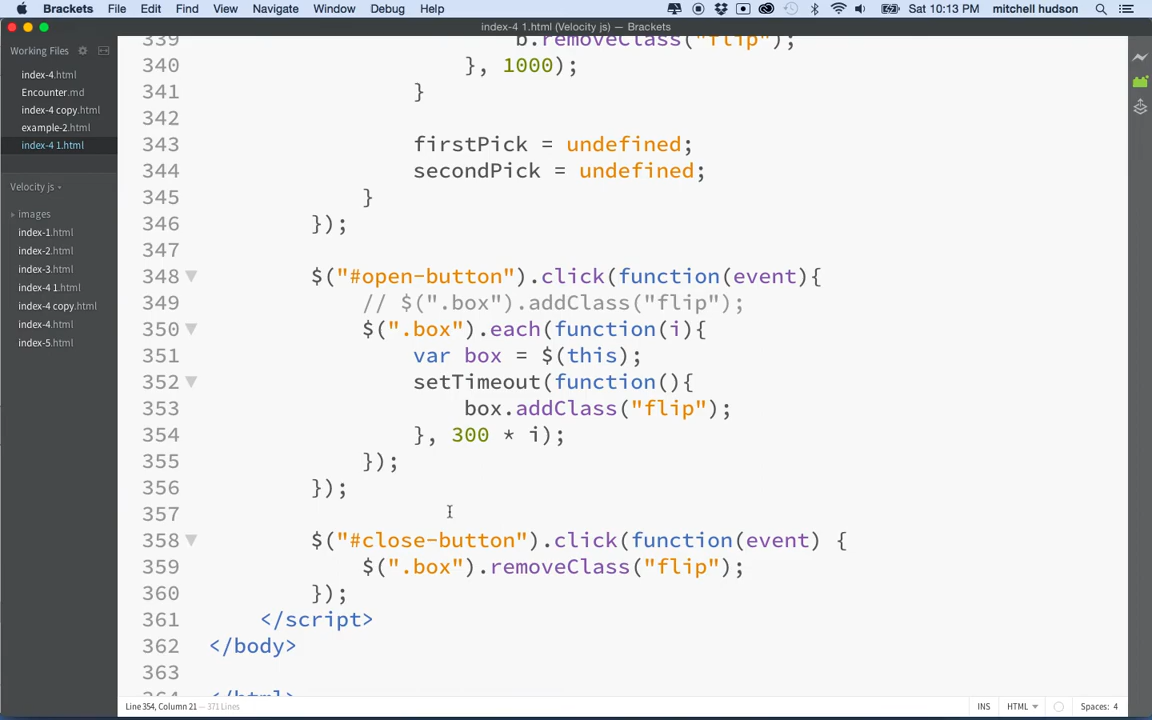 Brackets File Edit Find View Navigate Window Debug Help Sat 10:13 PM mitchell hudson
index-4 1.html (Velocity js) — Brackets
Working Files
index-4.html
Encounter.md
index-4 copy.html
example-2.html
index-4 1.html
Velocity js
images
index-1.html
index-2.html
index-3.html
index-4 1.html
index-4 copy.html
index-4.html
index-5.html
339 b.removeClass("flip");
340 }, 1000);
341 }
342
343 firstPick = undefined;
344 secondPick = undefined;
345 }
346 });
347
348 $("#open-button").click(function(event){
349 // $(".box").addClass("flip");
350 $(".box").each(function(i){
351 var box = $(this);
352 setTimeout(function(){
353 box.addClass("flip");
354 }, 300 * i);
355 });
356 });
357
358 $("#close-button").click(function(event) {
359 $(".box").removeClass("flip");
360 });
361 </script>
362 </body>
363
364 </html>
Line 354, Column 21 — 371 Lines INS HTML Spaces: 4